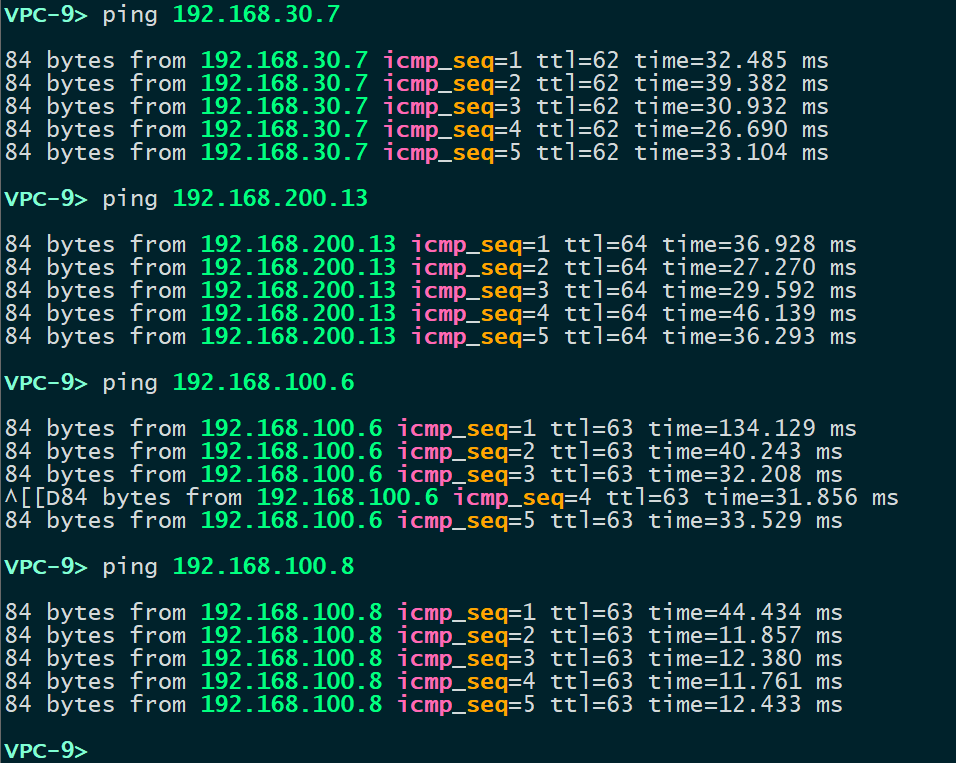 VPC-9> ping 192.168.30.7
84 bytes from 192.168.30.7 icmp_seq=1 ttl=62 time=32.485 ms
84 bytes from 192.168.30.7 icmp_seq=2 ttl=62 time=39.382 ms
84 bytes from 192.168.30.7 icmp_seq=3 ttl=62 time=30.932 ms
84 bytes from 192.168.30.7 icmp_seq=4 ttl=62 time=26.690 ms
84 bytes from 192.168.30.7 icmp_seq=5 ttl=62 time=33.104 ms
VPC-9> ping 192.168.200.13
84 bytes from 192.168.200.13 icmp_seq=1 ttl=64 time=36.928 ms
84 bytes from 192.168.200.13 icmp_seq=2 ttl=64 time=27.270 ms
84 bytes from 192.168.200.13 icmp_seq=3 ttl=64 time=29.592 ms
84 bytes from 192.168.200.13 icmp_seq=4 ttl=64 time=46.139 ms
84 bytes from 192.168.200.13 icmp_seq=5 ttl=64 time=36.293 ms
VPC-9> ping 192.168.100.6
84 bytes from 192.168.100.6 icmp_seq=1 ttl=63 time=134.129 ms
84 bytes from 192.168.100.6 icmp_seq=2 ttl=63 time=40.243 ms
84 bytes from 192.168.100.6 icmp_seq=3 ttl=63 time=32.208 ms
^[[D84 bytes from 192.168.100.6 icmp_seq=4 ttl=63 time=31.856 ms
84 bytes from 192.168.100.6 icmp_seq=5 ttl=63 time=33.529 ms
VPC-9> ping 192.168.100.8
84 bytes from 192.168.100.8 icmp_seq=1 ttl=63 time=44.434 ms
84 bytes from 192.168.100.8 icmp_seq=2 ttl=63 time=11.857 ms
84 bytes from 192.168.100.8 icmp_seq=3 ttl=63 time=12.380 ms
84 bytes from 192.168.100.8 icmp_seq=4 ttl=63 time=11.761 ms
84 bytes from 192.168.100.8 icmp_seq=5 ttl=63 time=12.433 ms
VPC-9>